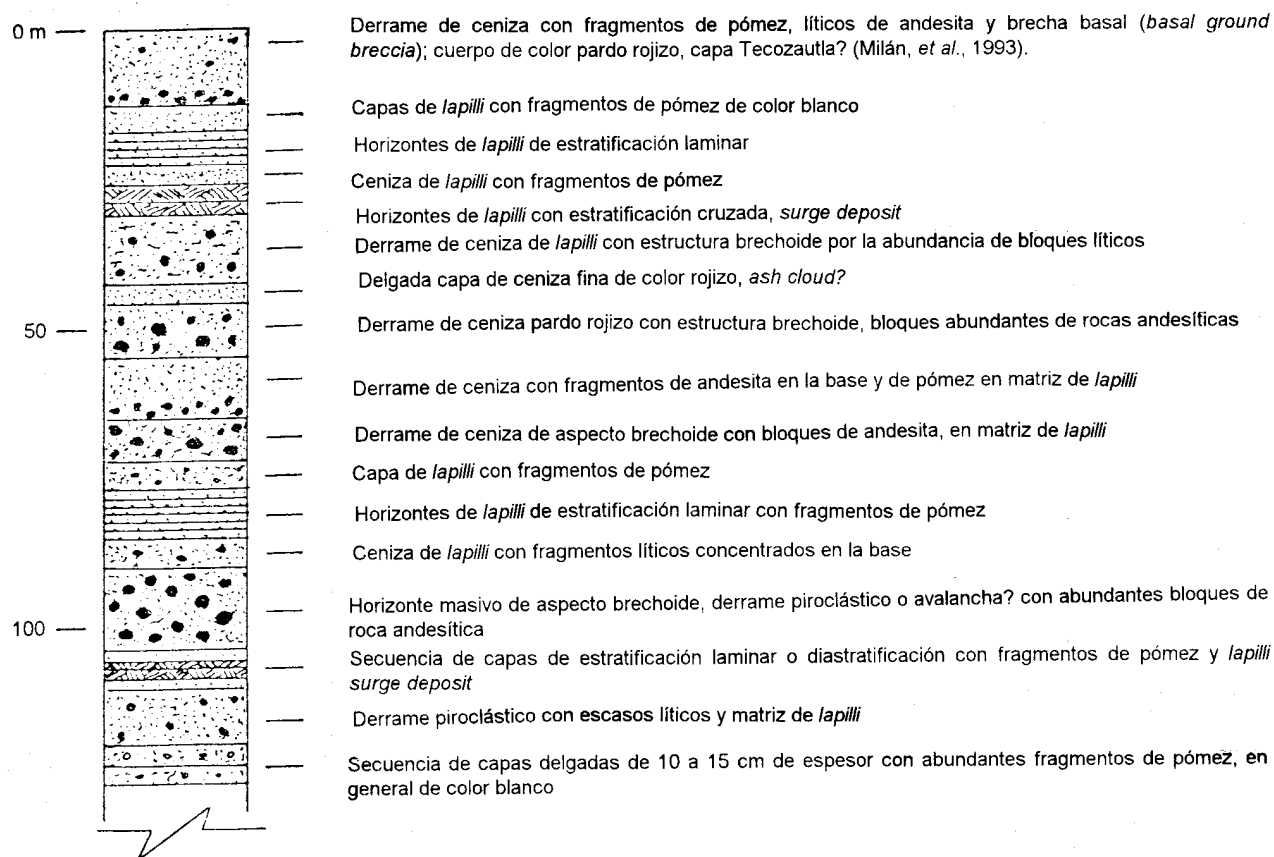 0 m
Derrame de ceniza con fragmentos de pómez, líticos de andesita y brecha basal (basal ground
breccia); cuerpo de color pardo rojizo, capa Tecozautla? (Milán, et al., 1993).
Capas de lapilli con fragmentos de pómez de color blanco
Horizontes de lapilli de estratificación laminar
Ceniza de lapilli con fragmentos de pómez
Horizontes de lapilli con estratificación cruzada, surge deposit
Derrame de ceniza de lapilli con estructura brechoide por la abundancia de bloques líticos
Delgada capa de ceniza fina de color rojizo, ash cloud?
50
Derrame de ceniza pardo rojizo con estructura brechoide, bloques abundantes de rocas andesíticas
Derrame de ceniza con fragmentos de andesita en la base y de pómez en matriz de lapilli
Derrame de ceniza de aspecto brechoide con bloques de andesita, en matriz de lapilli
Capa de lapilli con fragmentos de pómez
Horizontes de lapilli de estratificación laminar con fragmentos de pómez
Ceniza de lapilli con fragmentos líticos concentrados en la base
100
Horizonte masivo de aspecto brechoide, derrame piroclástico o avalancha? con abundantes bloques de
roca andesítica
Secuencia de capas de estratificación laminar o diastratificación con fragmentos de pómez y lapilli
surge deposit
Derrame piroclástico con escasos líticos y matriz de lapilli
Secuencia de capas delgadas de 10 a 15 cm de espesor con abundantes fragmentos de pómez, en
general de color blanco